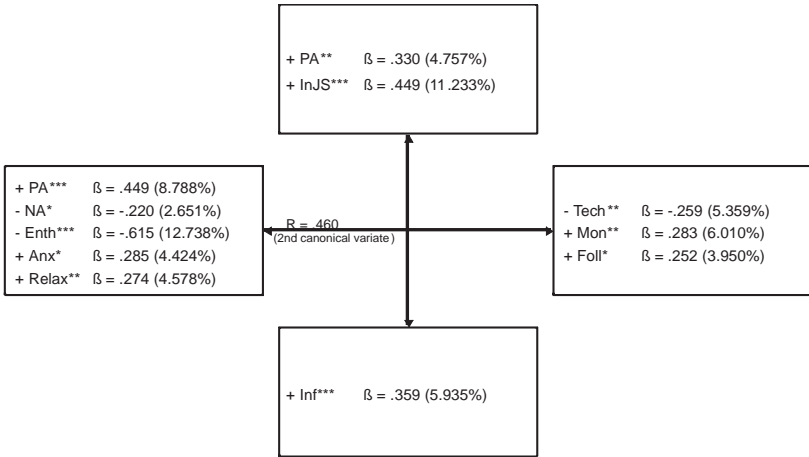 + PA** ß = .330 (4.757%)
+ InJS*** ß = .449 (11.233%)
+ PA*** ß = .449 (8.788%)
- NA* ß = -.220 (2.651%)
- Enth*** ß = -.615 (12.738%)
+ Anx* ß = .285 (4.424%)
+ Relax** ß = .274 (4.578%)
R = .460
(2nd canonical variate)
- Tech** ß = -.259 (5.359%)
+ Mon** ß = .283 (6.010%)
+ Foll* ß = .252 (3.950%)
+ Inf*** ß = .359 (5.935%)